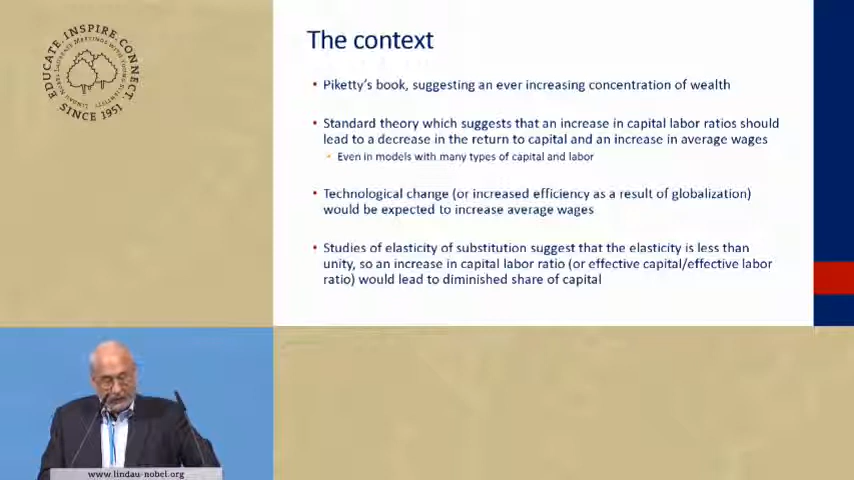 EDUCATE. INSPIRE. CONNECT.
LINDAU NOBEL LAUREATE MEETINGS
SINCE 1951
The context
• Piketty's book, suggesting an ever increasing concentration of wealth
• Standard theory which suggests that an increase in capital labor ratios should
lead to a decrease in the return to capital and an increase in average wages
• Even in models with many types of capital and labor
• Technological change (or increased efficiency as a result of globalization)
would be expected to increase average wages
• Studies of elasticity of substitution suggest that the elasticity is less than
unity, so an increase in capital labor ratio (or effective capital/effective labor
ratio) would lead to diminished share of capital
www.lindau-nobel.org